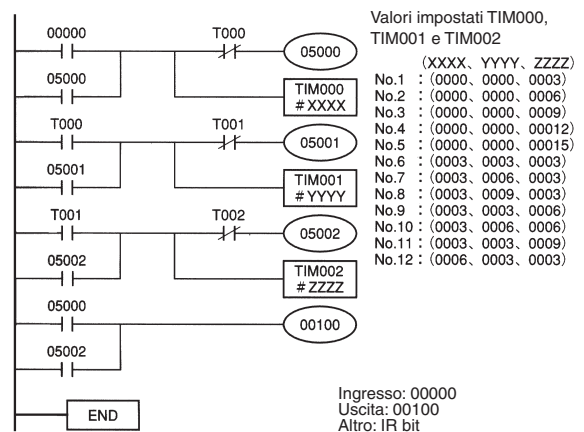 Valori impostati TIM000,
TIM001 e TIM002
(XXXX、YYYY、ZZZZ)
No.1 : (0000、0000、0003)
No.2 : (0000、0000、0006)
No.3 : (0000、0000、0009)
No.4 : (0000、0000、00012)
No.5 : (0000、0000、00015)
No.6 : (0003、0003、0003)
No.7 : (0003、0006、0003)
No.8 : (0003、0009、0003)
No.9 : (0003、0003、0006)
No.10 : (0003、0006、0006)
No.11 : (0003、0003、0009)
No.12 : (0006、0003、0003)
00000
T000
05000
05000
TIM000
# XXXX
T000
T001
05001
05001
TIM001
# YYYY
T001
T002
05002
05002
TIM002
# ZZZZ
05000
00100
05002
END
Ingresso: 00000
Uscita: 00100
Altro: IR bit